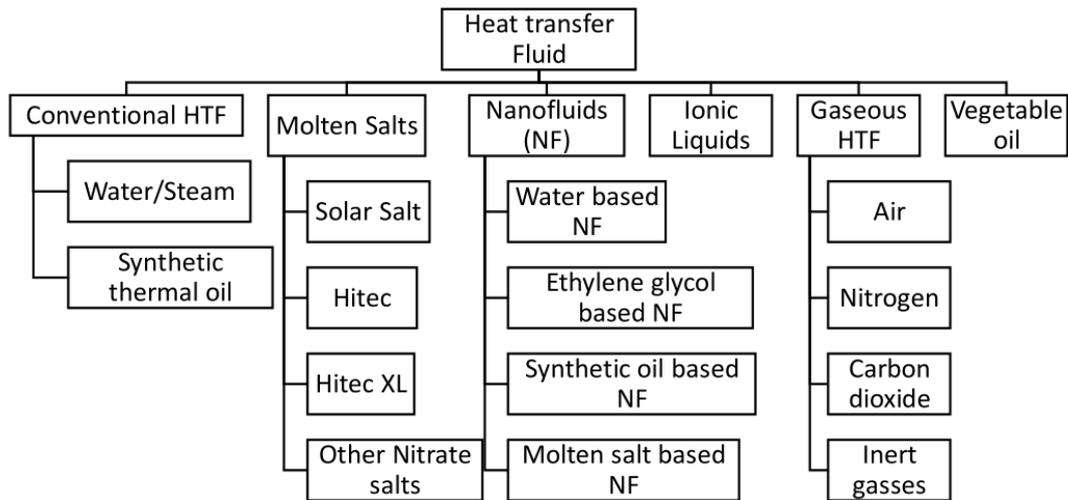 Heat transfer
Fluid
Conventional HTF
Water/Steam
Synthetic
thermal oil
Molten Salts
Solar Salt
Hitec
Hitec XL
Other Nitrate
salts
Nanofluids
(NF)
Water based
NF
Ethylene glycol
based NF
Synthetic oil based
NF
Molten salt based
NF
Ionic
Liquids
Gaseous
HTF
Air
Nitrogen
Carbon
dioxide
Inert
gasses
Vegetable
oil